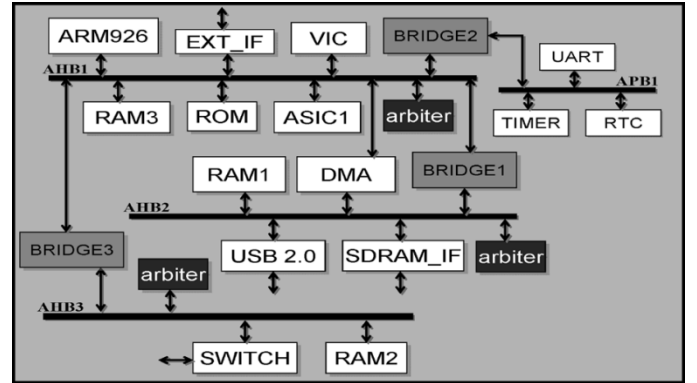 ARM926
EXT_IF
VIC
BRIDGE2
UART
AHB1
APB1
RAM3
ROM
ASIC1
arbiter
TIMER
RTC
RAM1
DMA
BRIDGE1
AHB2
BRIDGE3
USB 2.0
SDRAM_IF
arbiter
arbiter
AHB3
SWITCH
RAM2